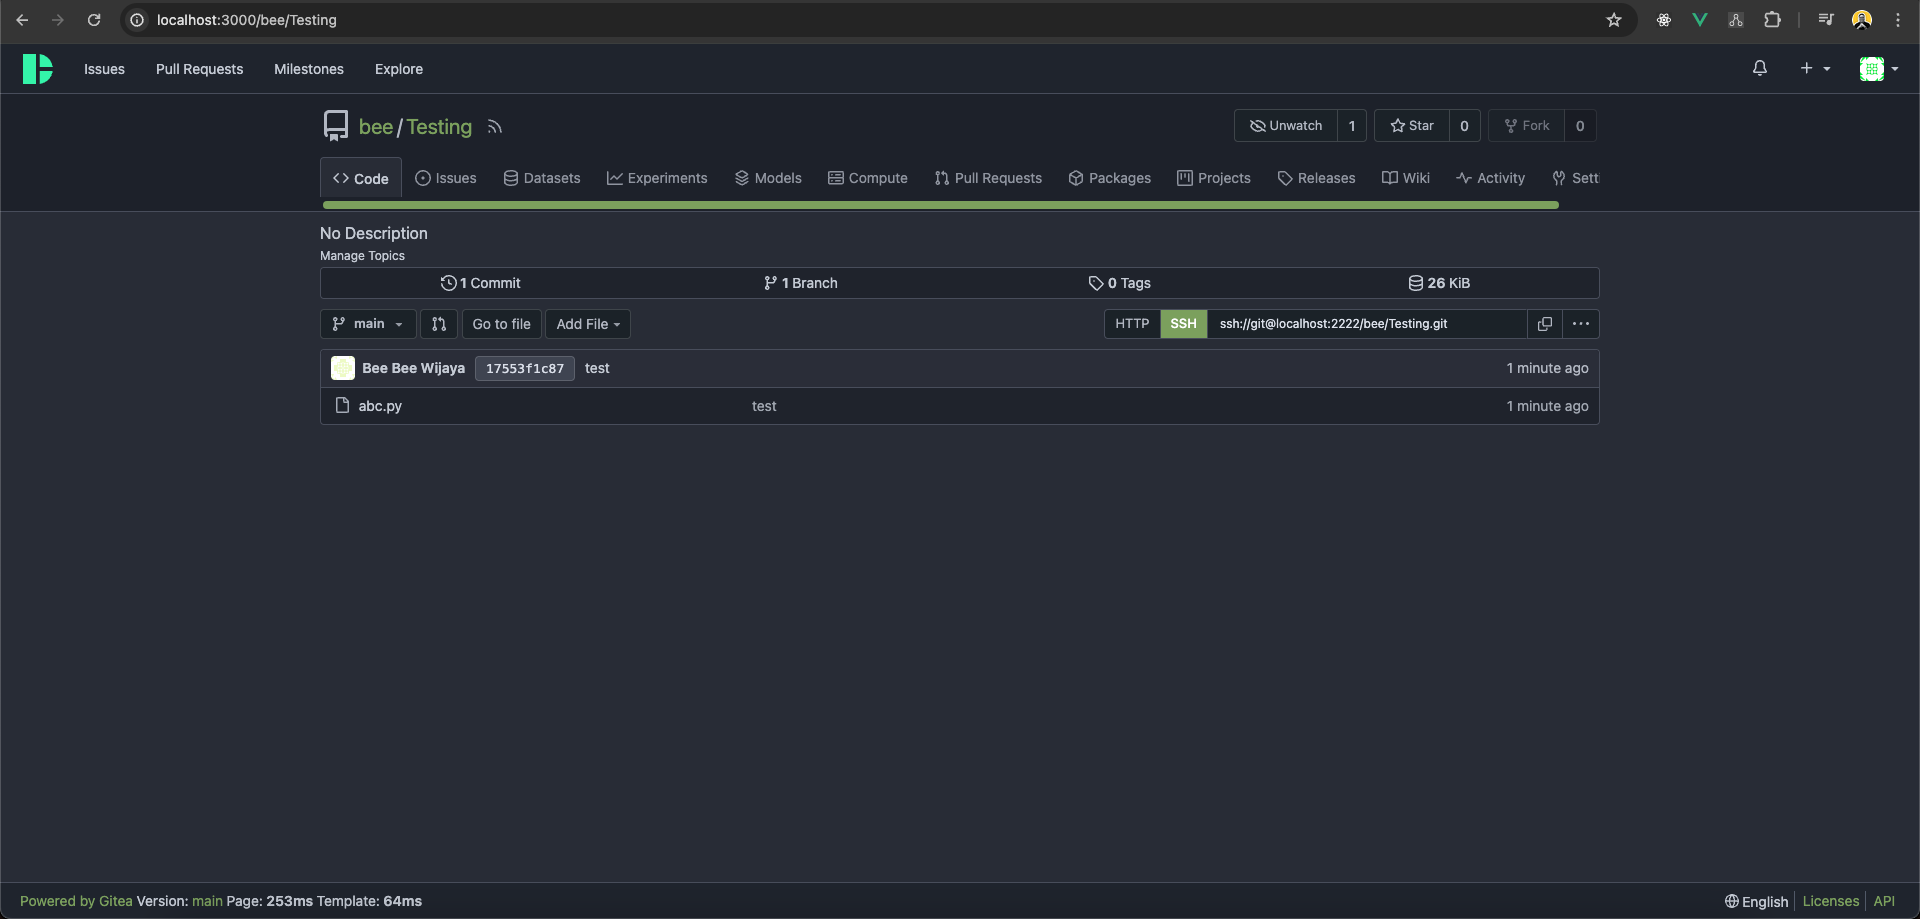 localhost:3000/bee/Testing
Issues Pull Requests Milestones Explore
bee/Testing
Unwatch 1 Star 0 Fork 0
Code Issues Datasets Experiments Models Compute Pull Requests Packages Projects Releases Wiki Activity Setti
No Description
Manage Topics
1 Commit 1 Branch 0 Tags 26 KiB
main Go to file Add File HTTP SSH ssh://git@localhost:2222/bee/Testing.git
Bee Bee Wijaya 17553f1c87 test 1 minute ago
abc.py test 1 minute ago
Powered by Gitea Version: main Page: 253ms Template: 64ms English Licenses API